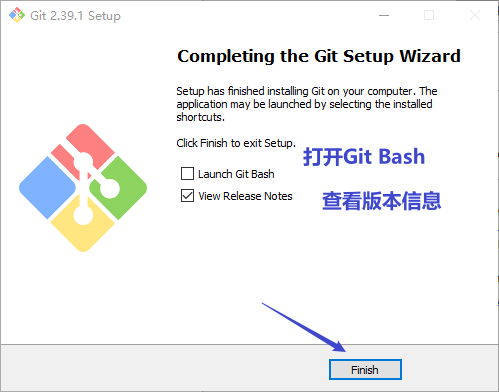 Git 2.39.1 Setup
Completing the Git Setup Wizard
Setup has finished installing Git on your computer. The
application may be launched by selecting the installed
shortcuts.
Click Finish to exit Setup.
打开Git Bash
Launch Git Bash
View Release Notes
查看版本信息
Finish